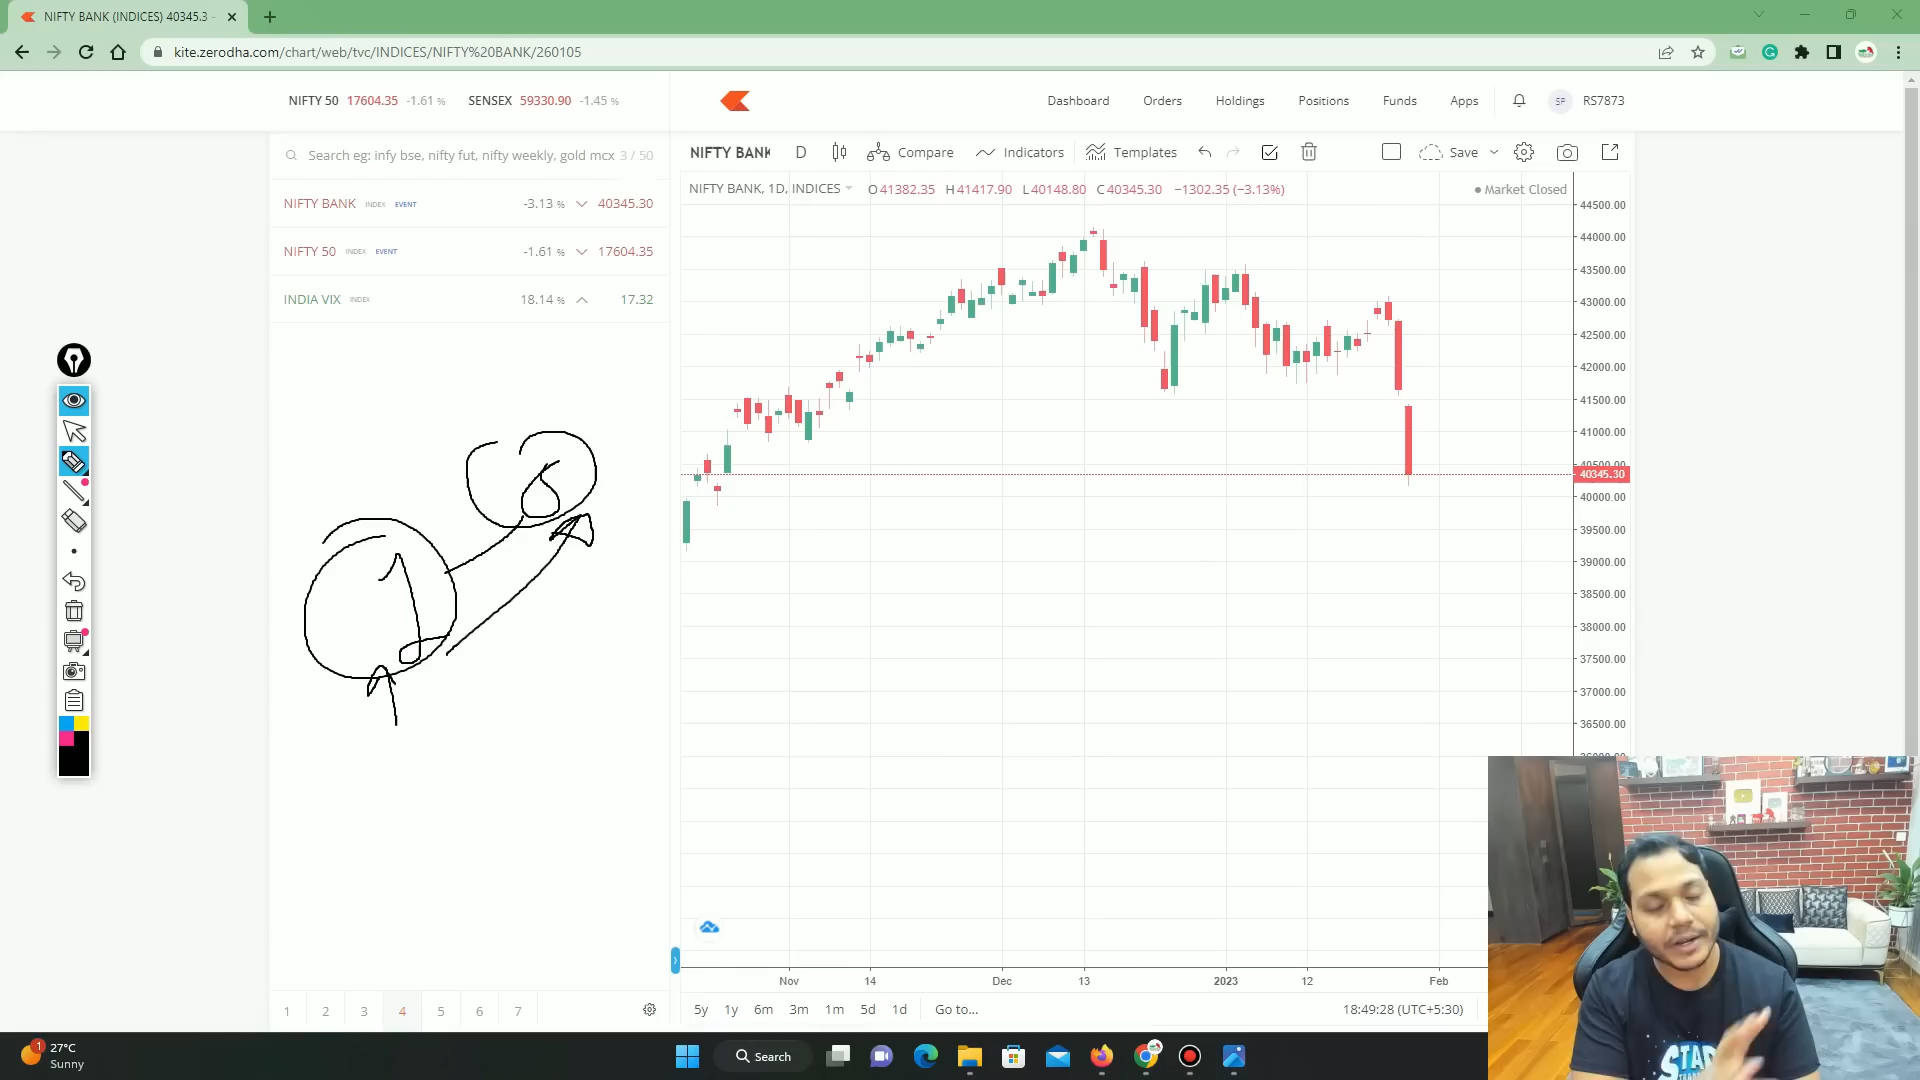 NIFTY BANK (INDICES) 40345.3 -
kite.zerodha.com/chart/web/tvc/INDICES/NIFTY%20BANK/260105
NIFTY 50 17604.35 -1.61 % SENSEX 59330.90 -1.45 %
Dashboard Orders Holdings Positions Funds Apps SP RS7873
Search eg: infy bse, nifty fut, nifty weekly, gold mcx 3 / 50
NIFTY BANK D Compare Indicators Templates Save
NIFTY BANK, 1D, INDICES O41382.35 H41417.90 L40148.80 C40345.30 −1302.35 (−3.13%) Market Closed
NIFTY BANK INDEX EVENT -3.13 % 40345.30
NIFTY 50 INDEX EVENT -1.61 % 17604.35
INDIA VIX INDEX 18.14 % 17.32
44500.00
44000.00
43500.00
43000.00
42500.00
42000.00
41500.00
41000.00
40500.00
40345.30
40000.00
39500.00
39000.00
38500.00
38000.00
37500.00
37000.00
36500.00
Nov 14 Dec 13 2023 12 Feb
1 2 3 4 5 6 7
5y 1y 6m 3m 1m 5d 1d Go to... 18:49:28 (UTC+5:30)
1 27°C
Sunny
Search